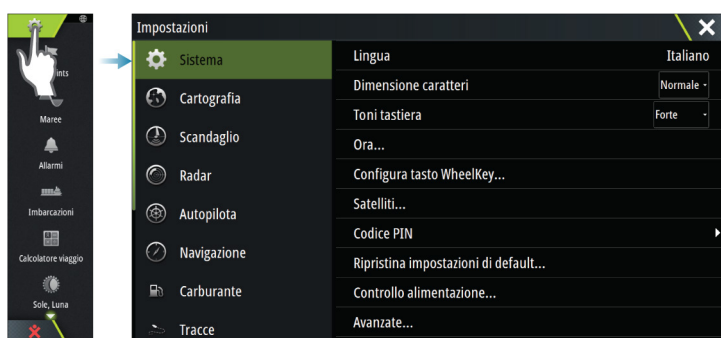 ints
Maree
Allarmi
Imbarcazioni
Calcolatore viaggio
Sole, Luna
Impostazioni
Sistema
Cartografia
Scandaglio
Radar
Autopilota
Navigazione
Carburante
Tracce
Lingua Italiano
Dimensione caratteri Normale
Toni tastiera Forte
Ora...
Configura tasto WheelKey...
Satelliti...
Codice PIN
Ripristina impostazioni di default...
Controllo alimentazione...
Avanzate...